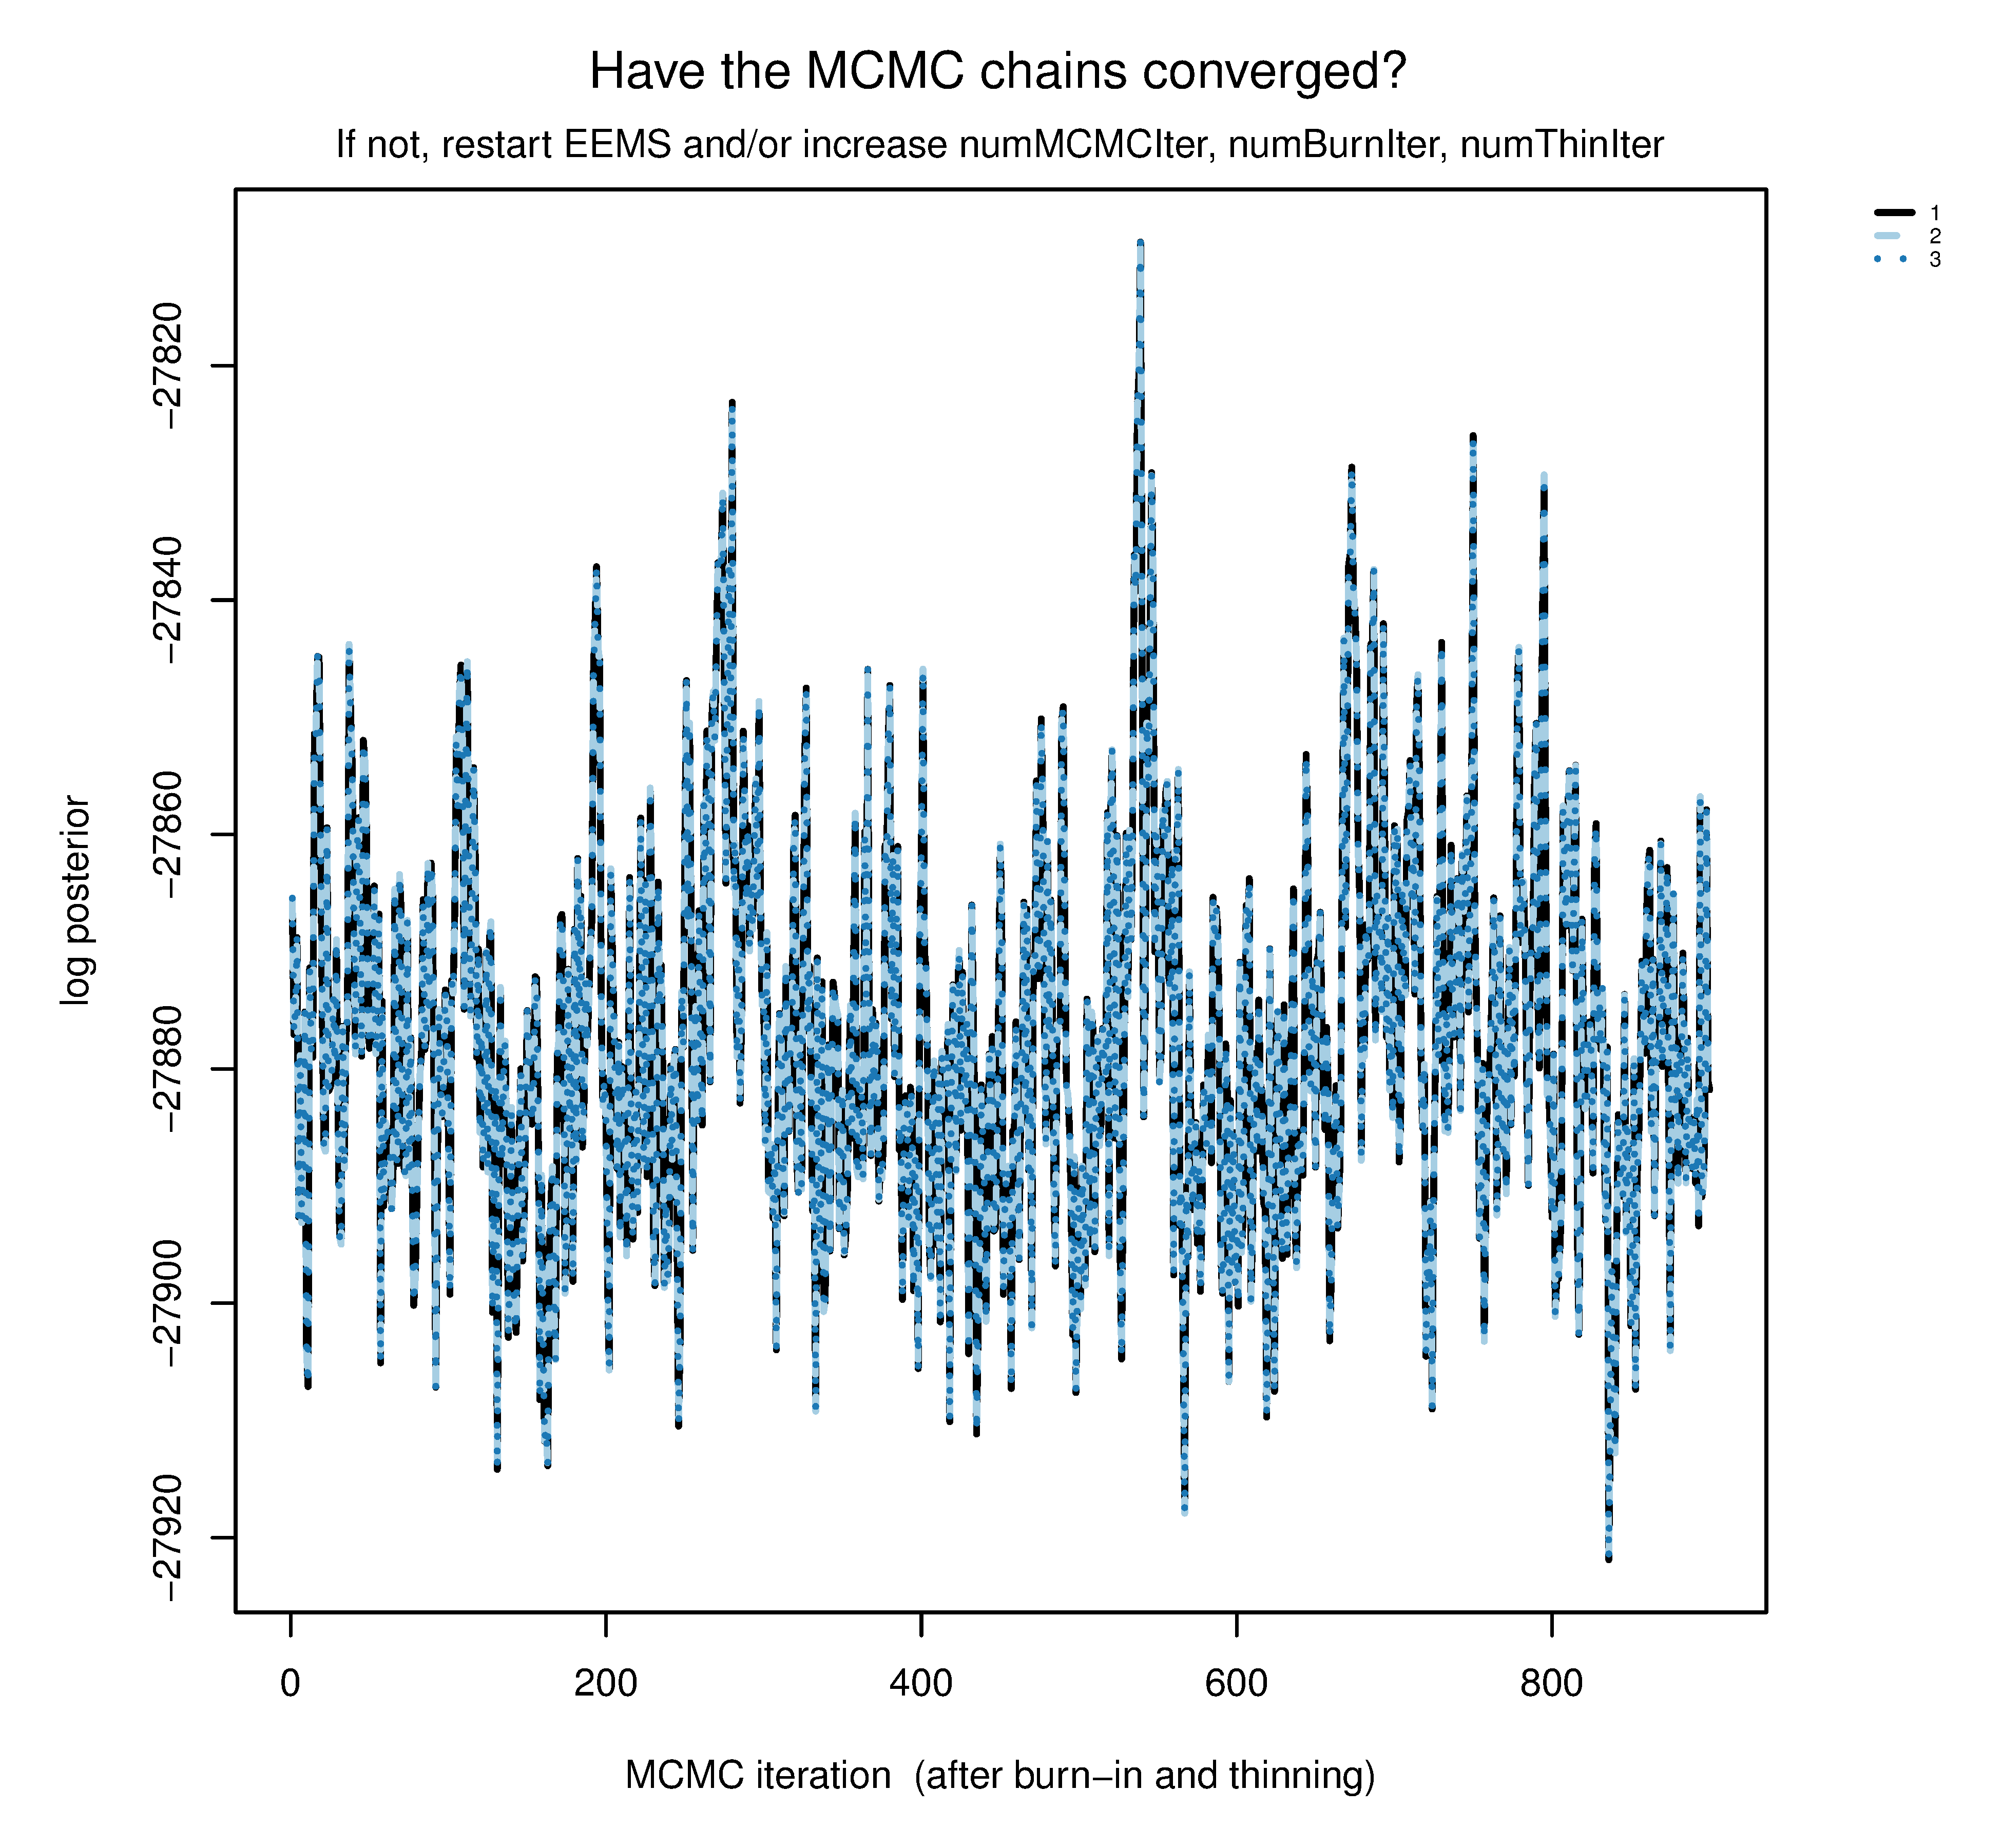 Have the MCMC chains converged?
If not, restart EEMS and/or increase numMCMCIter, numBurnIter, numThinIter
1
2
3
−27820
−27840
−27860
−27880
−27900
−27920
log posterior
0 200 400 600 800
MCMC iteration (after burn−in and thinning)